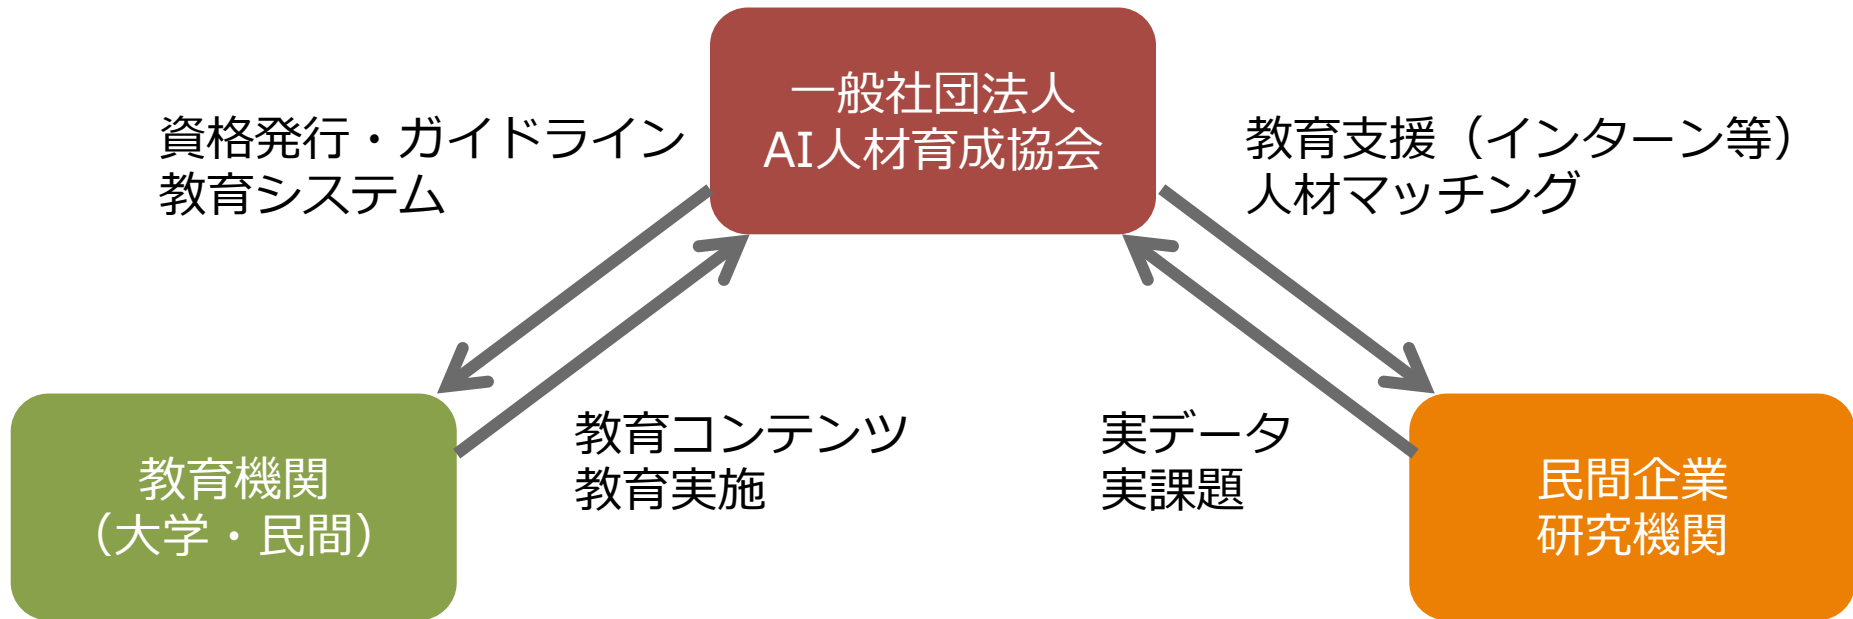 一般社団法人
AI人材育成協会
資格発行・ガイドライン
教育システム
教育支援（インターン等）
人材マッチング
教育コンテンツ
教育実施
実データ
実課題
教育機関
（大学・民間）
民間企業
研究機関